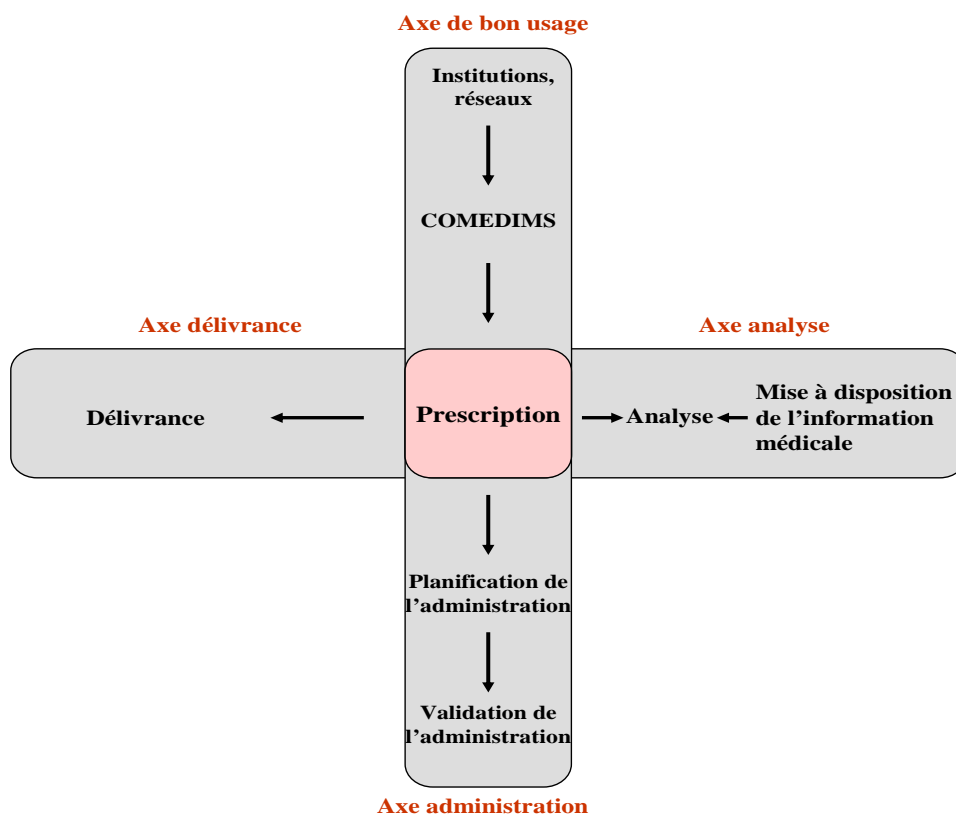 Axe de bon usage
Institutions,
réseaux
COMEDIMS
Axe délivrance
Axe analyse
Délivrance
Prescription
Analyse
Mise à disposition
de l’information
médicale
Planification de
l’administration
Validation de
l’administration
Axe administration